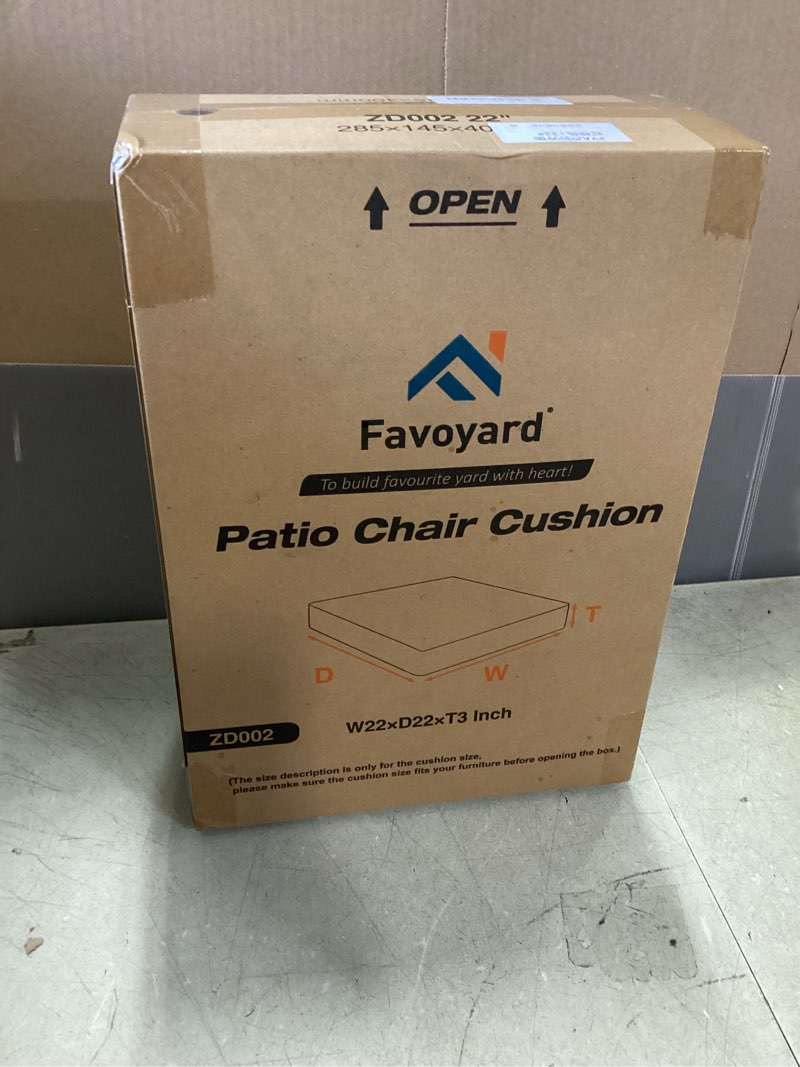 ZD002 22"
285×145×40
OPEN
Favoyard
To build favourite yard with heart!
Patio Chair Cushion
T
D
W
W22×D22×T3 Inch
ZD002
(The size description is only for the cushion size,
please make sure the cushion size fits your furniture before opening the box.)